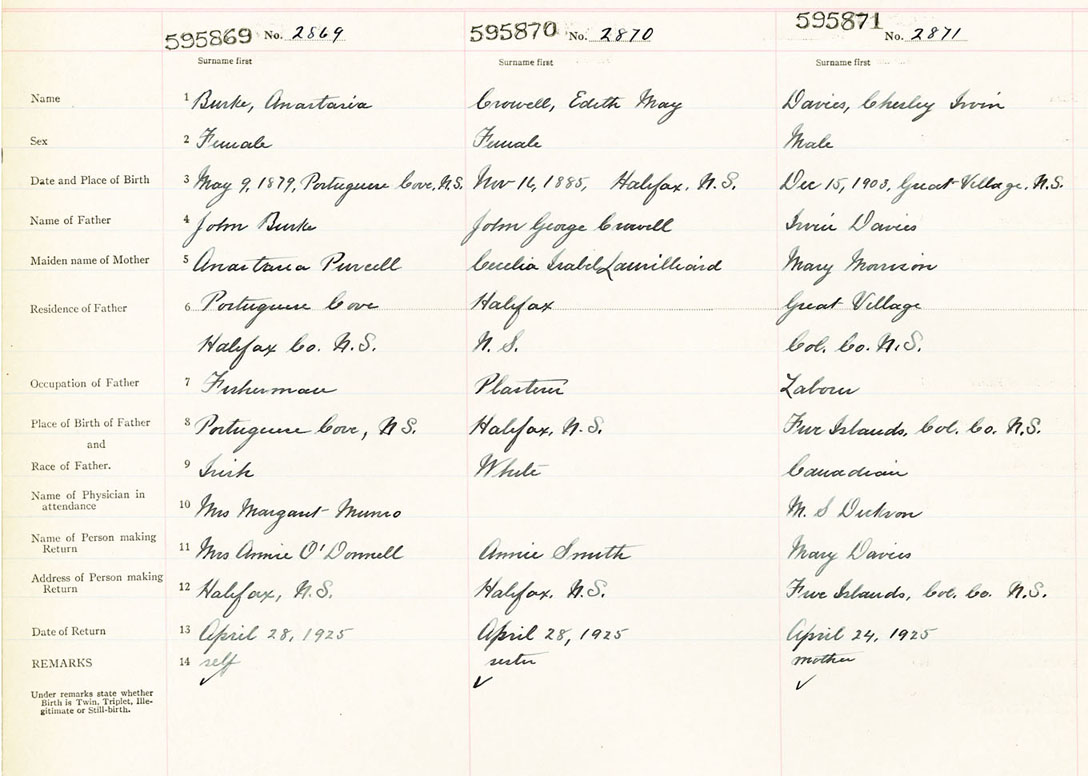 595869 No. 2869 595870 No. 2870 595871 No. 2871
Surname first Surname first Surname first
Name 1 Burke, Anastasia Crowell, Edith May Davies, Chesley Irvin
Sex 2 Female Female Male
Date and Place of Birth 3 May 9, 1879, Portuguese Cove, N.S. Nov 16, 1885, Halifax, N.S. Dec 15, 1903, Great Village, N.S.
Name of Father 4 John Burke John George Crowell Irvin Davies
Maiden name of Mother 5 Anastasia Purcell Cecelia Isabel Laurilliard Mary Morrison
Residence of Father 6 Portuguese Cove Halifax Great Village
Halifax Co. N.S. N.S. Col. Co. N.S.
Occupation of Father 7 Fisherman Plasterer Laborer
Place of Birth of Father 8 Portuguese Cove, N.S. Halifax, N.S. Five Islands, Col. Co. N.S.
and
Race of Father. 9 Irish White Canadian
Name of Physician in
attendance 10 Mrs Margaret Munro M. S Dickson
Name of Person making
Return 11 Mrs Annie O'Donnell Annie Smith Mary Davies
Address of Person making
Return 12 Halifax, N.S. Halifax, N.S. Five Islands, Col. Co. N.S.
Date of Return 13 April 28, 1925 April 28, 1925 April 24, 1925
REMARKS 14 self sister mother
Under remarks state whether
Birth is Twin, Triplet, Ille-
gitimate or Still-birth.